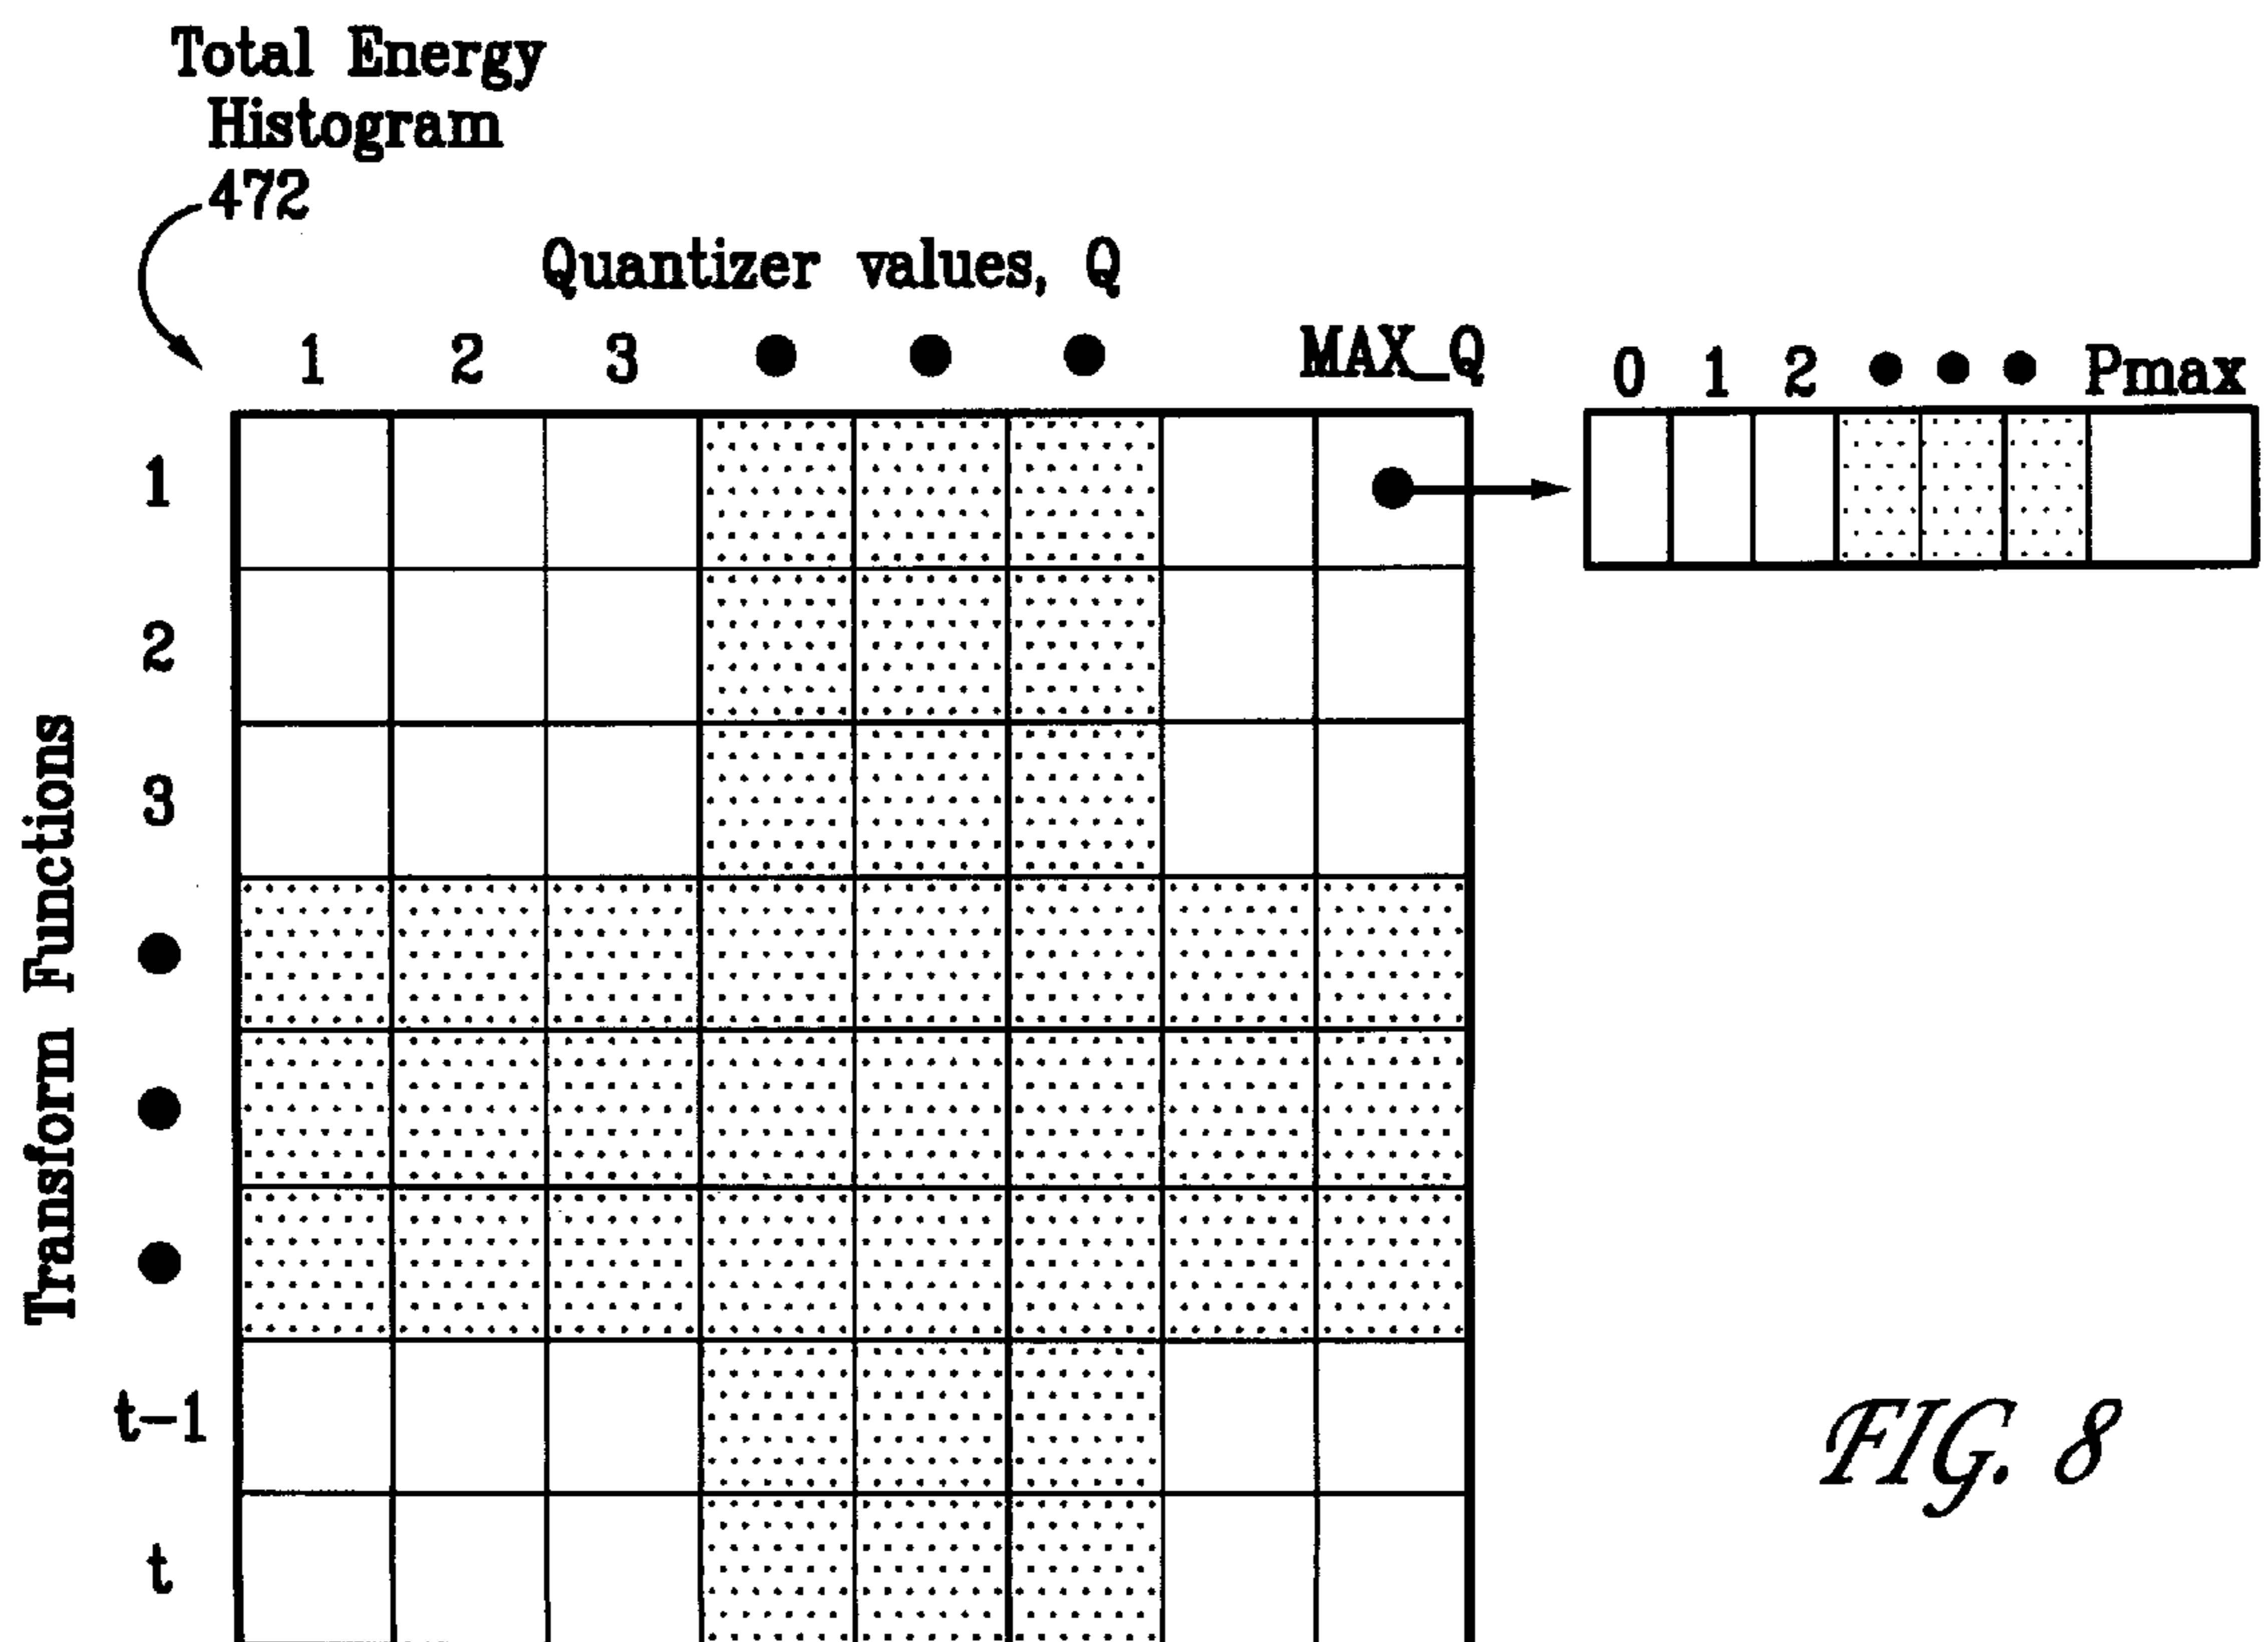 Total Energy
Histogram
472
Quantizer values, Q
1 2 3 ● ● ● MAX_Q
0 1 2 ● ● ● Pmax
Transform Functions
1
2
3
●
●
●
t-1
t
FIG. 8